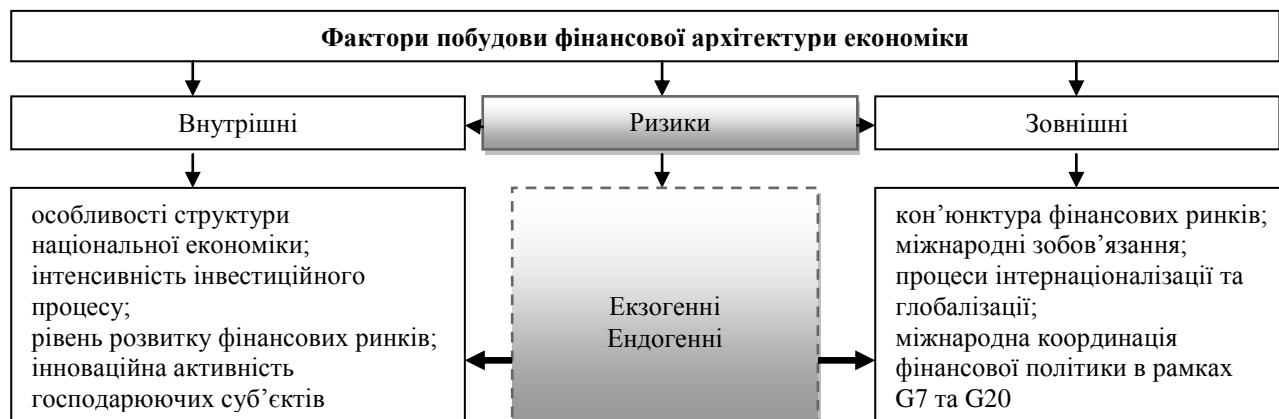 Фактори побудови фінансової архітектури економіки
Внутрішні
Ризики
Зовнішні
особливості структури
національної економіки;
інтенсивність інвестиційного
процесу;
рівень розвитку фінансових ринків;
інноваційна активність
господарюючих суб’єктів
Екзогенні
Ендогенні
кон’юнктура фінансових ринків;
міжнародні зобов’язання;
процеси інтернаціоналізації та
глобалізації;
міжнародна координація
фінансової політики в рамках
G7 та G20